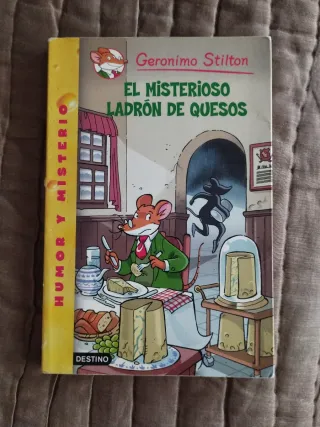 Geronimo Stilton
EL MISTERIOSO
LADRÓN DE QUESOS
HUMOR Y MISTERIO
DESTINO